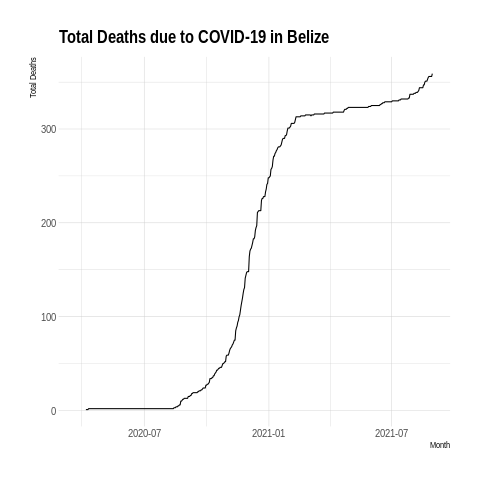 Total Deaths due to COVID-19 in Belize
Total Deaths
300
200
100
0
2020-07
2021-01
2021-07
Month